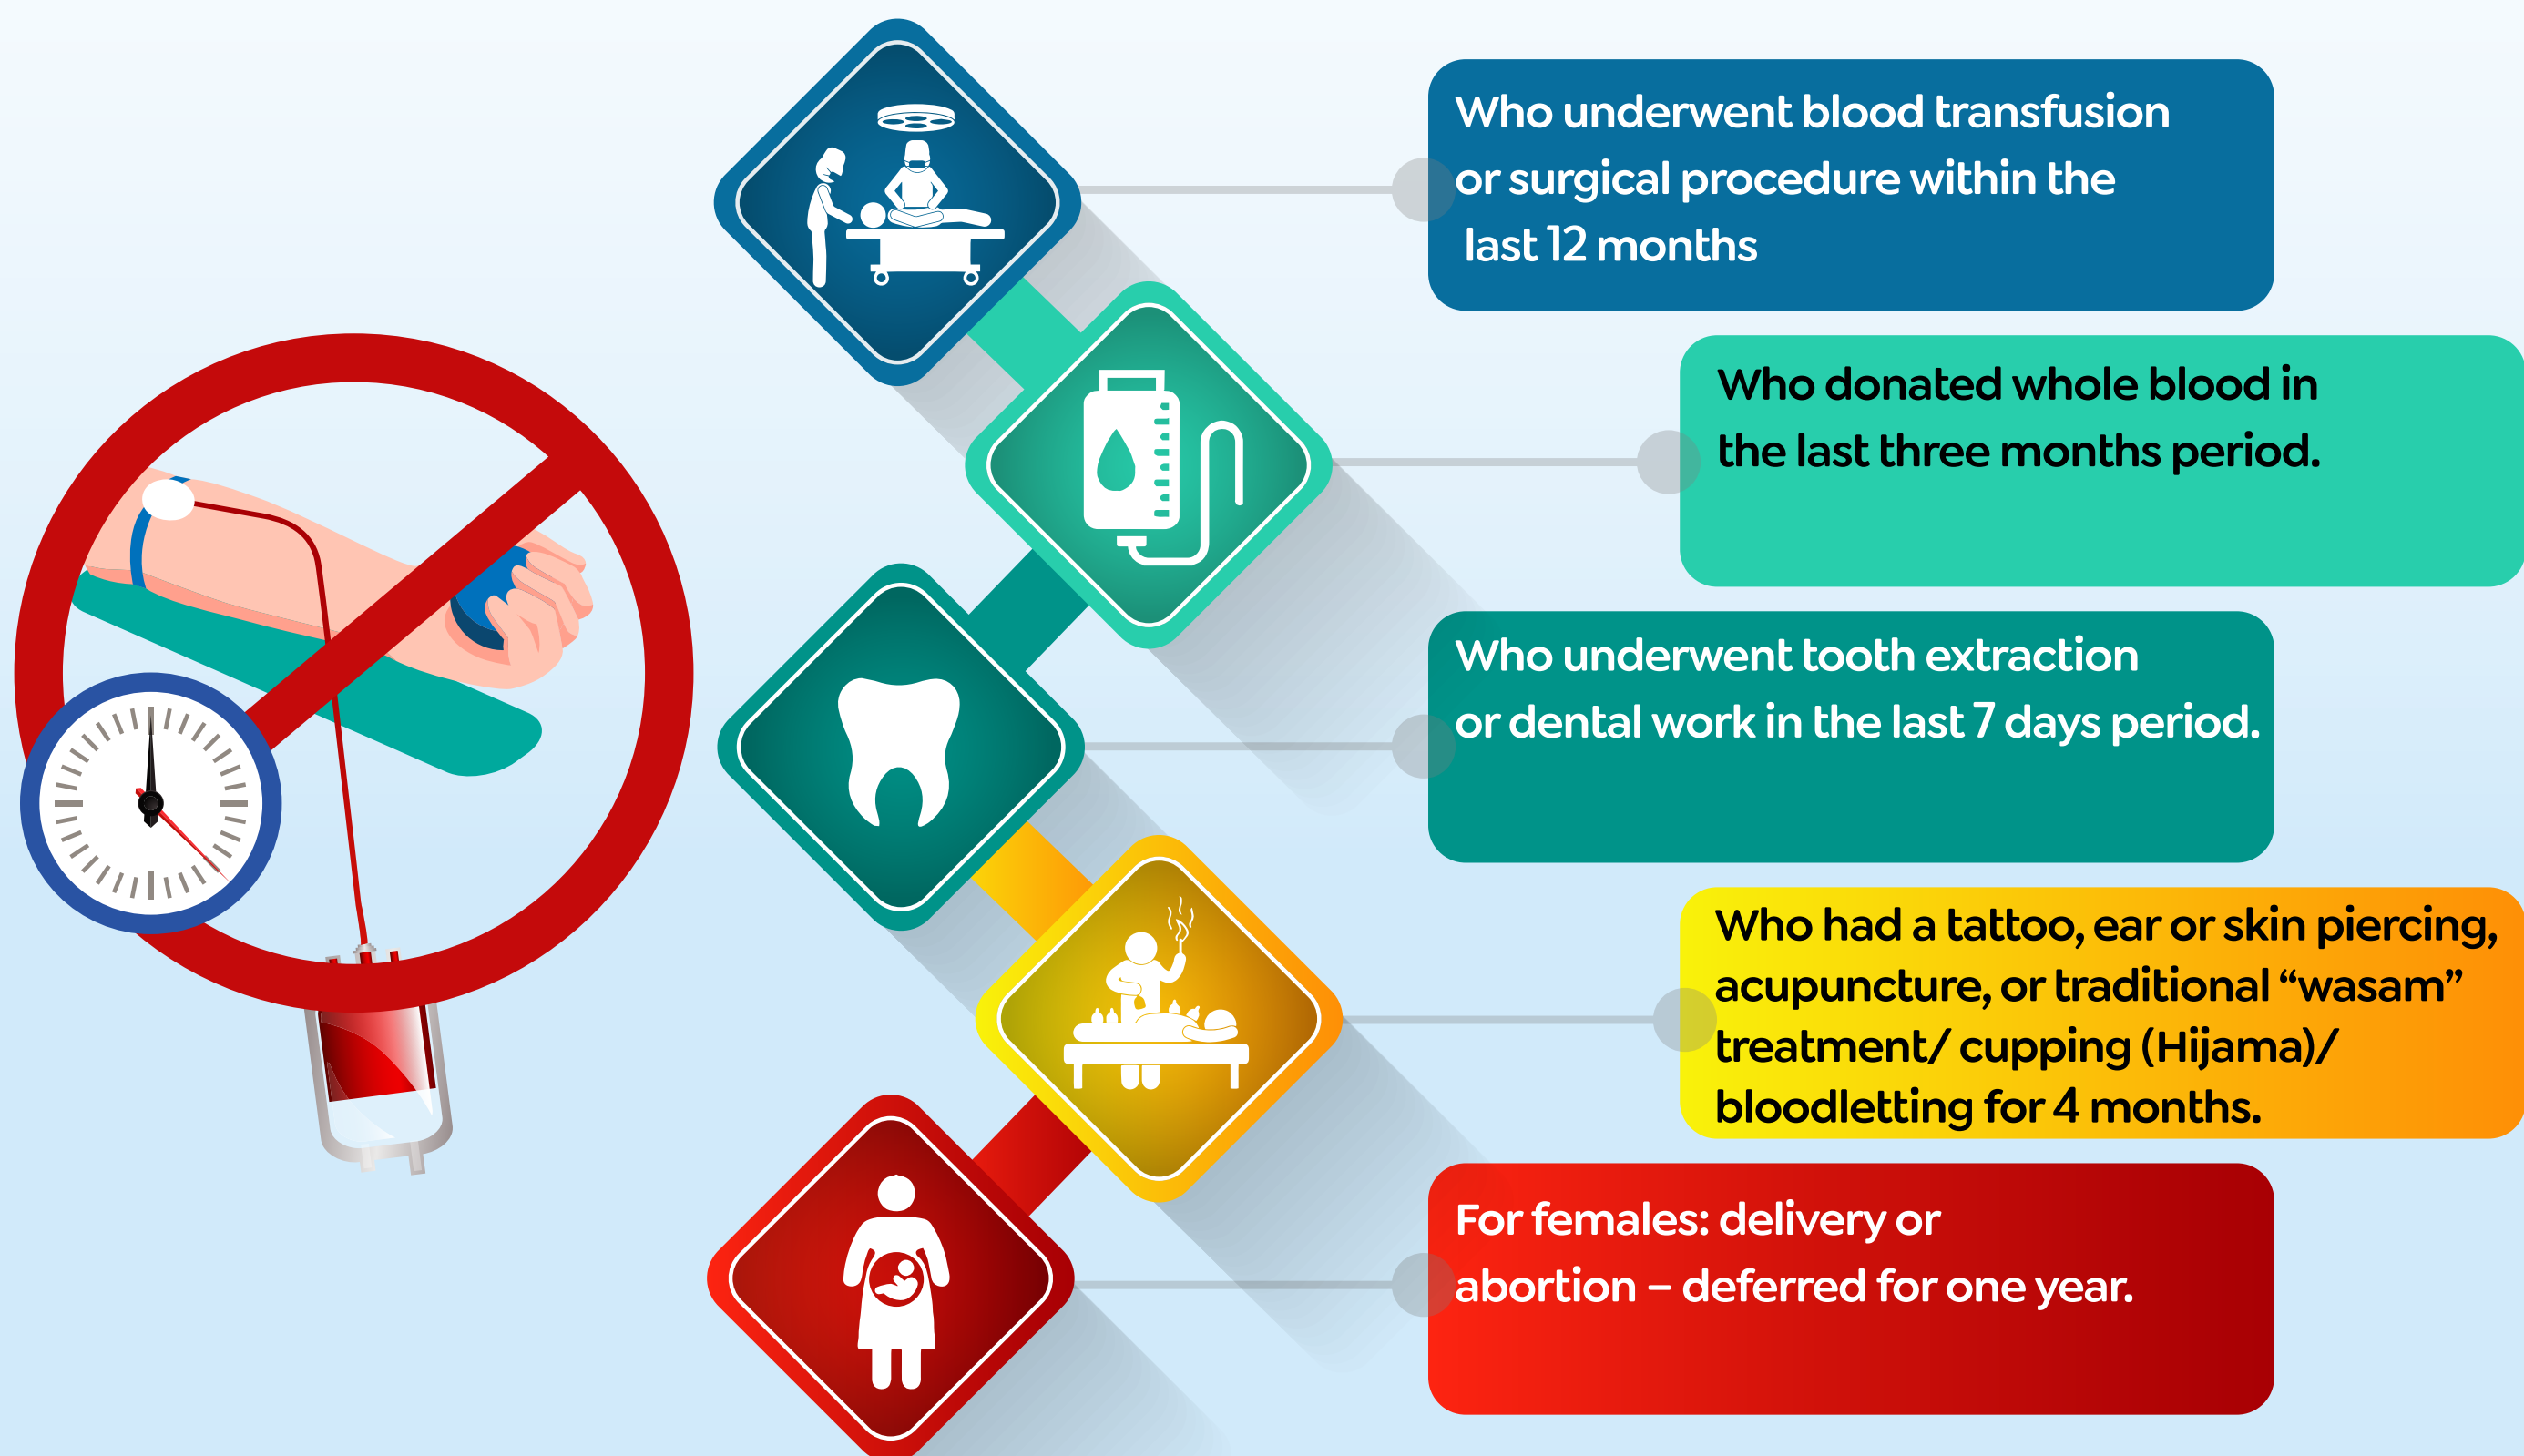 Who underwent blood transfusion
or surgical procedure within the
last 12 months
Who donated whole blood in
the last three months period.
Who underwent tooth extraction
or dental work in the last 7 days period.
Who had a tattoo, ear or skin piercing,
acupuncture, or traditional “wasam”
treatment/ cupping (Hijama)/
bloodletting for 4 months.
For females: delivery or
abortion – deferred for one year.